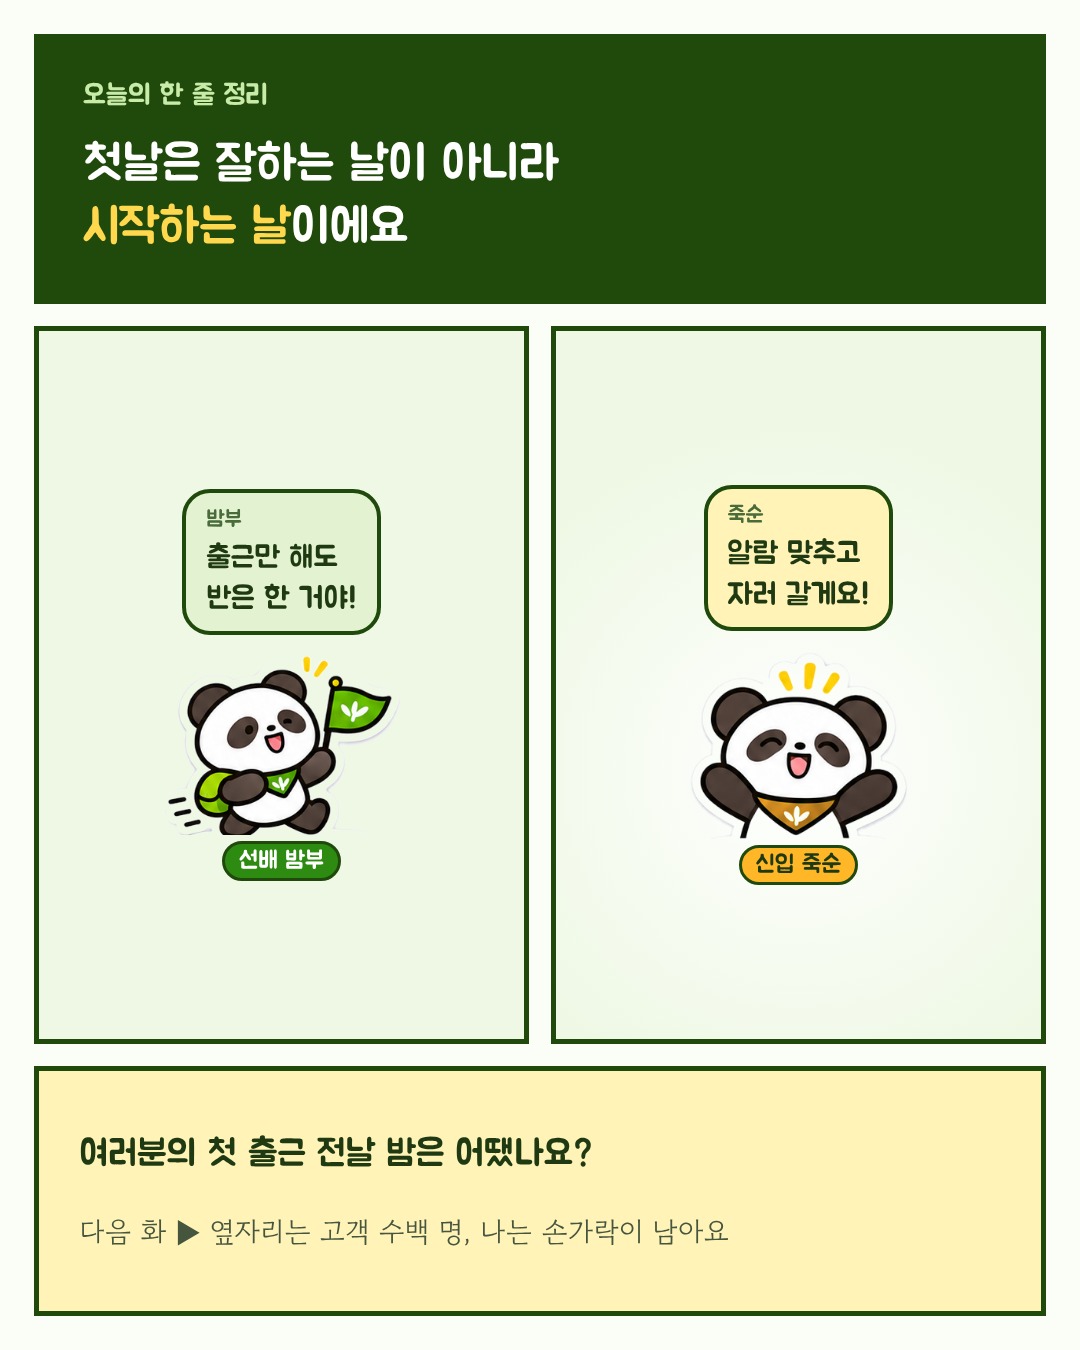 오늘의 한 줄 정리
첫날은 잘하는 날이 아니라
시작하는 날이에요
밤부
출근만 해도
반은 한 거야!
선배 밤부
죽순
알람 맞추고
자러 갈게요!
신입 죽순
여러분의 첫 출근 전날 밤은 어땠나요?
다음 화 ▶ 옆자리는 고객 수백 명, 나는 손가락이 남아요